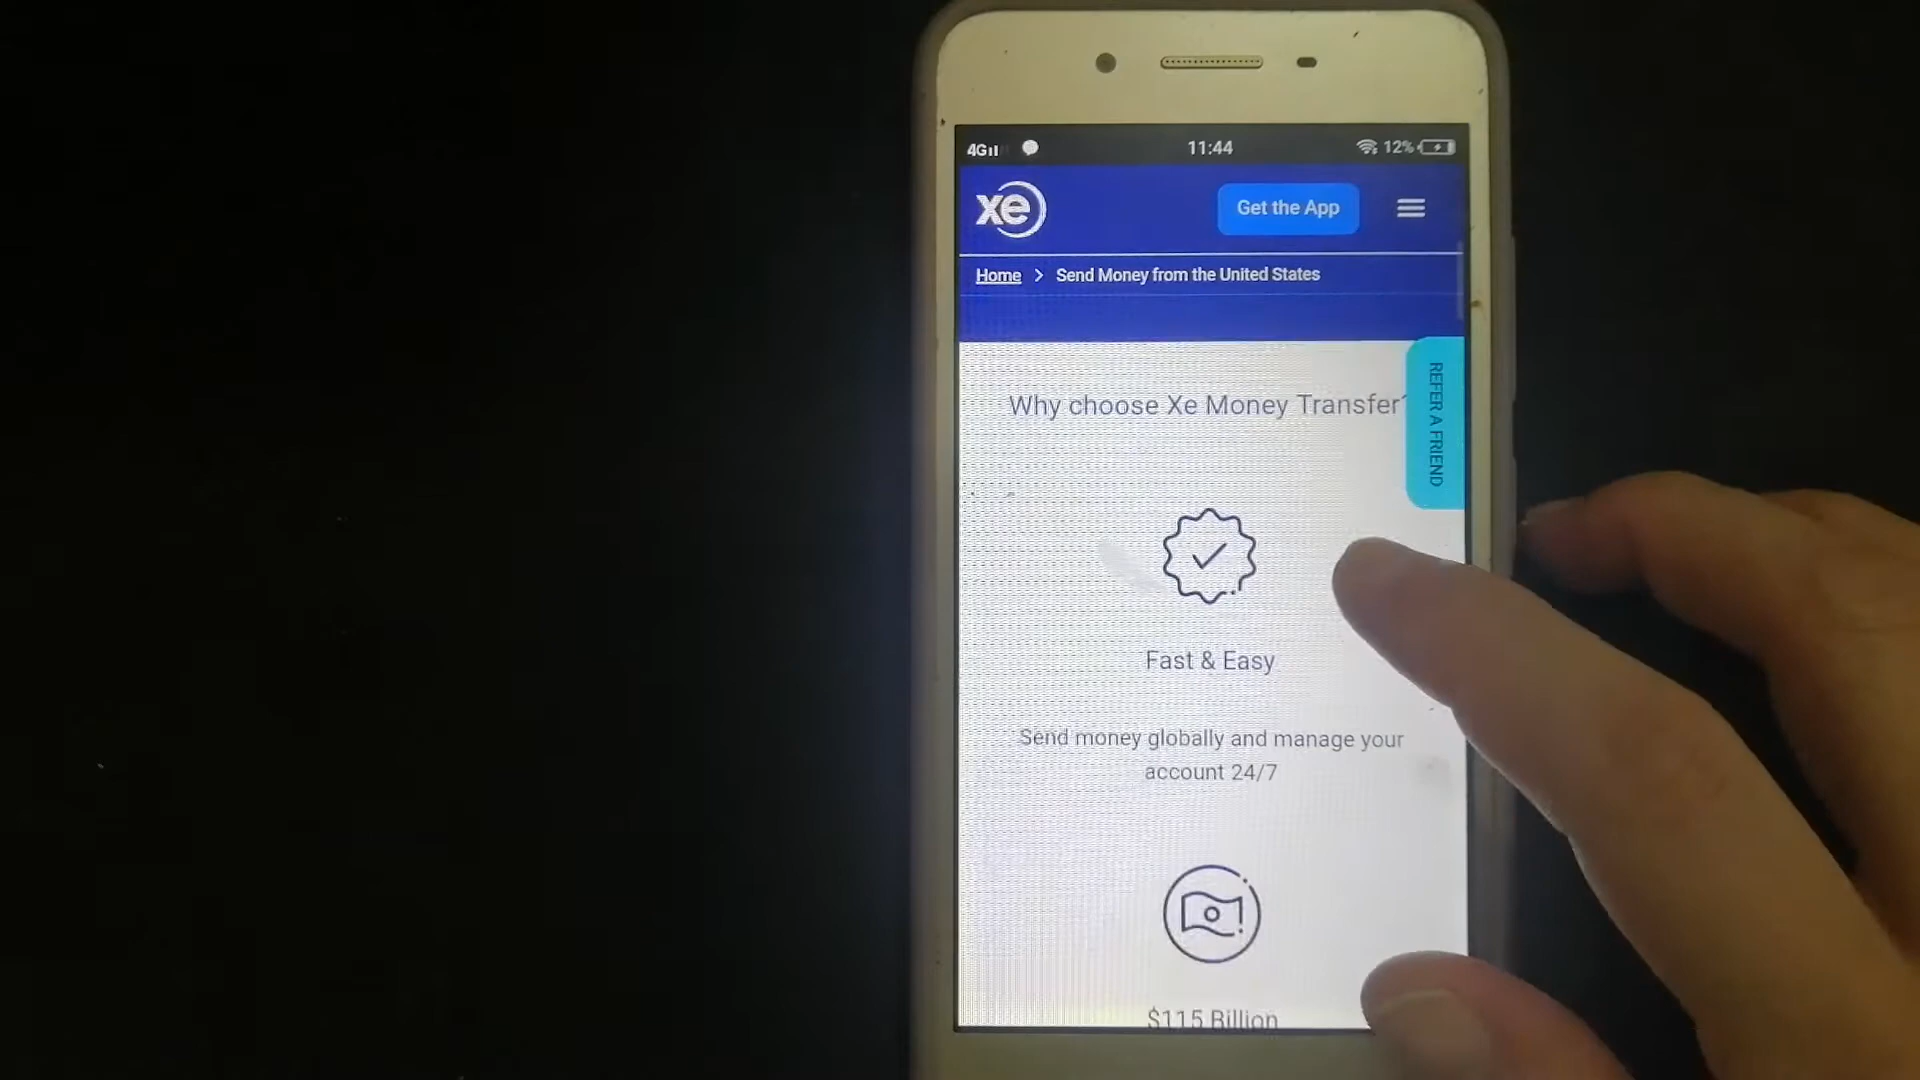 4G 11:44 12%
xe Get the App
Home > Send Money from the United States
REFER A FRIEND
Why choose Xe Money Transfer?
Fast & Easy
Send money globally and manage your
account 24/7
$115 Billion